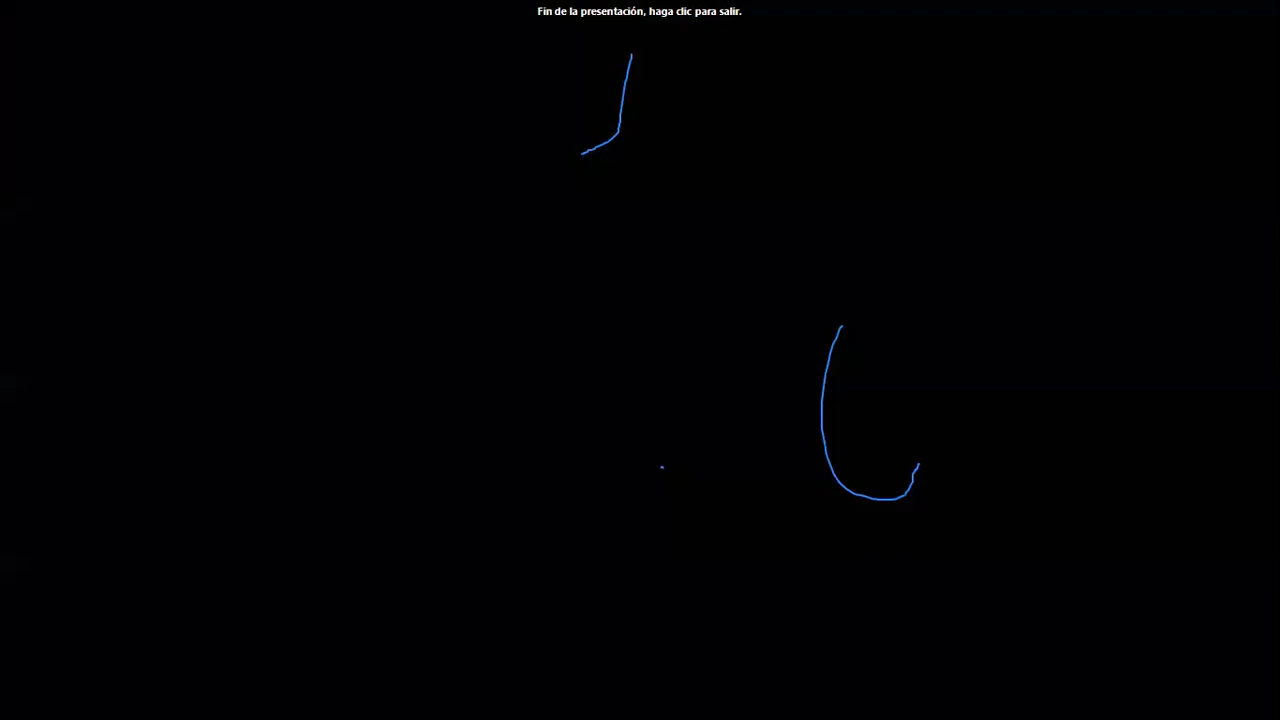 Fin de la presentación, haga clic para salir.